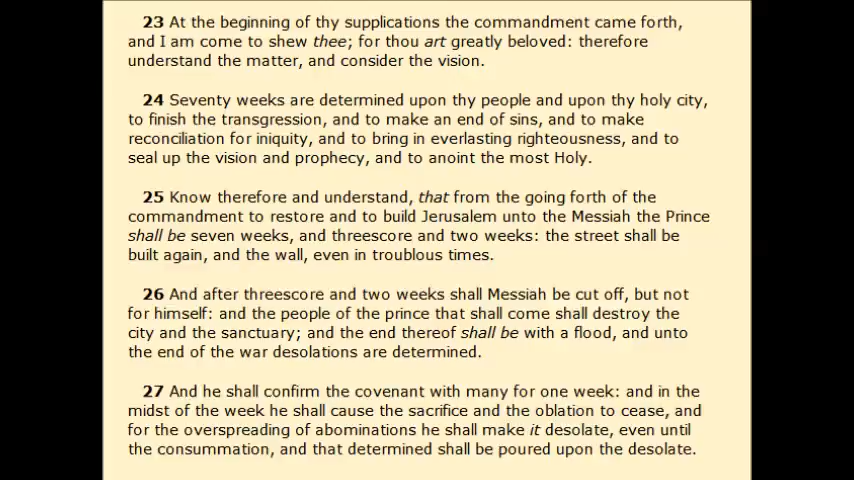 23 At the beginning of thy supplications the commandment came forth,
and I am come to shew thee; for thou art greatly beloved: therefore
understand the matter, and consider the vision.
24 Seventy weeks are determined upon thy people and upon thy holy city,
to finish the transgression, and to make an end of sins, and to make
reconciliation for iniquity, and to bring in everlasting righteousness, and to
seal up the vision and prophecy, and to anoint the most Holy.
25 Know therefore and understand, that from the going forth of the
commandment to restore and to build Jerusalem unto the Messiah the Prince
shall be seven weeks, and threescore and two weeks: the street shall be
built again, and the wall, even in troublous times.
26 And after threescore and two weeks shall Messiah be cut off, but not
for himself: and the people of the prince that shall come shall destroy the
city and the sanctuary; and the end thereof shall be with a flood, and unto
the end of the war desolations are determined.
27 And he shall confirm the covenant with many for one week: and in the
midst of the week he shall cause the sacrifice and the oblation to cease, and
for the overspreading of abominations he shall make it desolate, even until
the consummation, and that determined shall be poured upon the desolate.